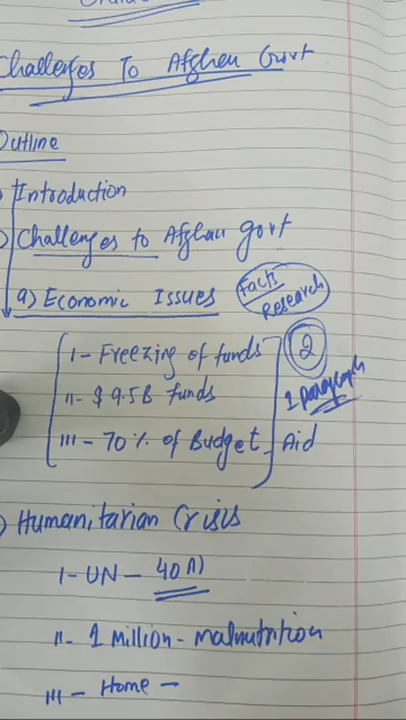 Challenges To Afghan Govt
Outline
Introduction
Challenges to Afghan govt
a) Economic Issues
Facts
Research
I- Freezing of funds
2
1 Paragraph
II- $ 9.5B funds
III- 70% of Budget Aid
Humanitarian Crisis
I- UN -
II- 1 Million - malnutrition
III - Home -